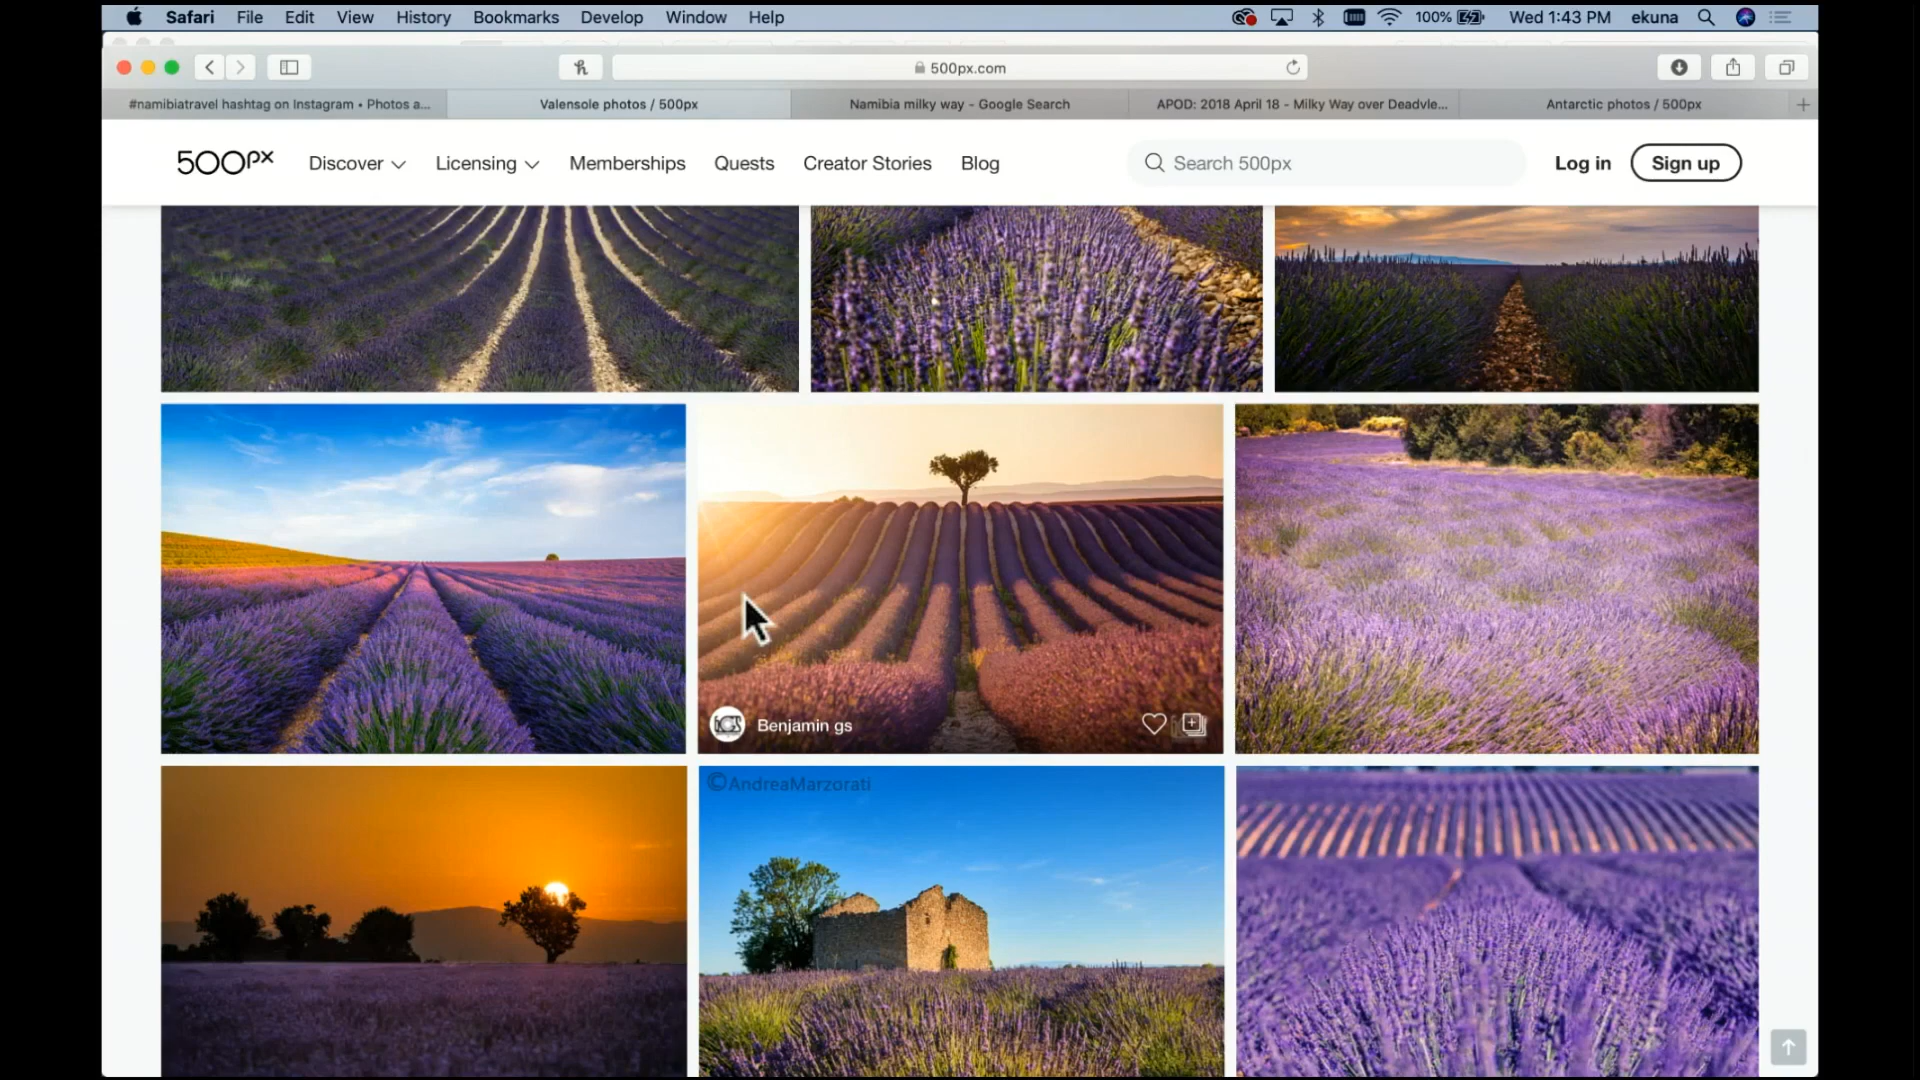 Safari File Edit View History Bookmarks Develop Window Help 100% Wed 1:43 PM ekuna
500px.com
#namibiatravel hashtag on Instagram • Photos a... Valensole photos / 500px Namibia milky way - Google Search APOD: 2018 April 18 - Milky Way over Deadvle... Antarctic photos / 500px
500px Discover Licensing Memberships Quests Creator Stories Blog Search 500px Log in Sign up
Benjamin gs
©AndreaMarzorati